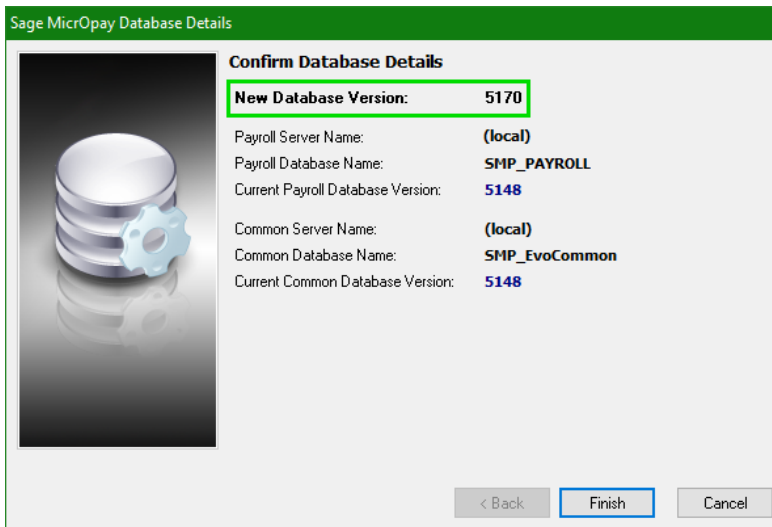 Sage MicrOpay Database Details
Confirm Database Details
New Database Version: 5170
Payroll Server Name: (local)
Payroll Database Name: SMP_PAYROLL
Current Payroll Database Version: 5148
Common Server Name: (local)
Common Database Name: SMP_EvoCommon
Current Common Database Version: 5148
< Back Finish Cancel